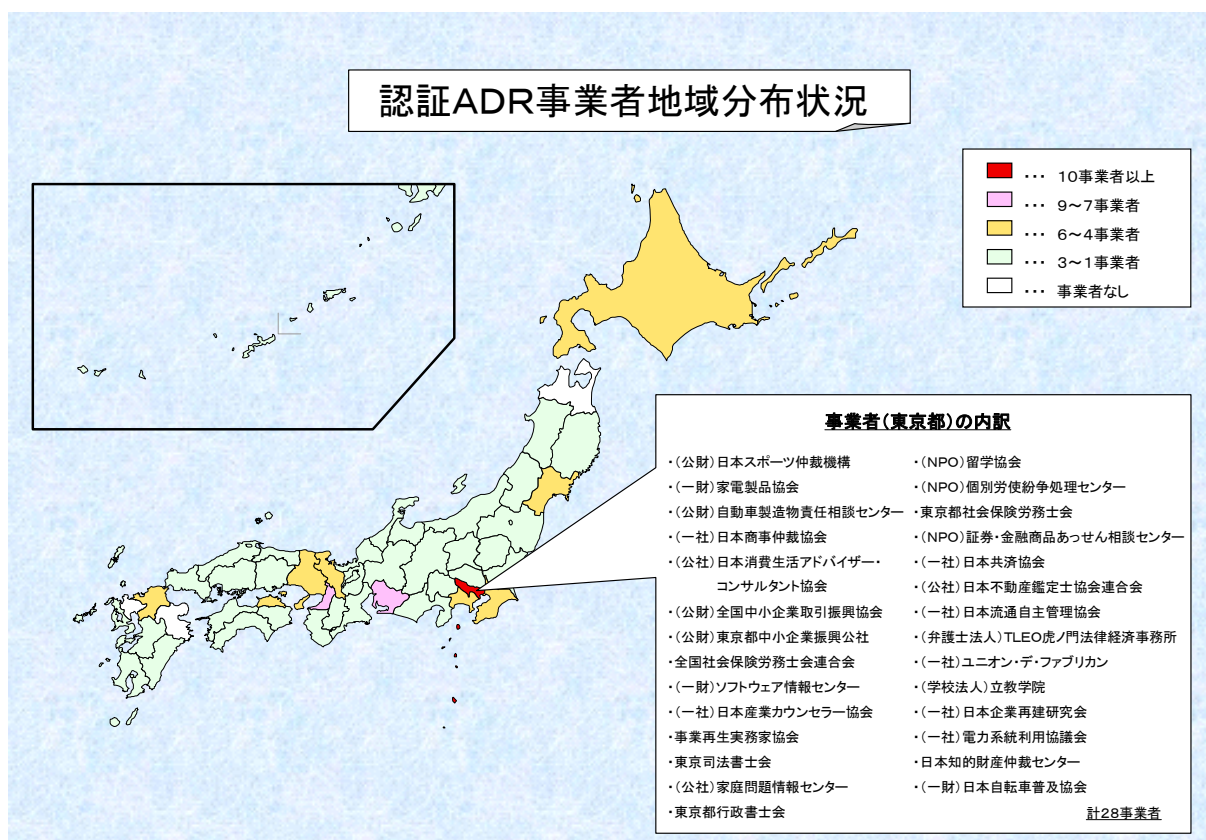 認証ADR事業者地域分布状況
･･･ 10事業者以上
･･･ 9～7事業者
･･･ 6～4事業者
･･･ 3～1事業者
･･･ 事業者なし
事業者（東京都）の内訳
・（公財）日本スポーツ仲裁機構
・（一財）家電製品協会
・（公財）自動車製造物責任相談センター
・（一社）日本商事仲裁協会
・（公社）日本消費生活アドバイザー・
コンサルタント協会
・（公財）全国中小企業取引振興協会
・（公財）東京都中小企業振興公社
・全国社会保険労務士会連合会
・（一財）ソフトウェア情報センター
・（一社）日本産業カウンセラー協会
・事業再生実務家協会
・東京司法書士会
・（公社）家庭問題情報センター
・東京都行政書士会
・（NPO）留学協会
・（NPO）個別労使紛争処理センター
・東京都社会保険労務士会
・（NPO）証券・金融商品あっせん相談センター
・（一社）日本共済協会
・（公社）日本不動産鑑定士協会連合会
・（一社）日本流通自主管理協会
・（弁護士法人）TLEO虎ノ門法律経済事務所
・（一社）ユニオン・デ・ファブリカン
・（学校法人）立教学院
・（一社）日本企業再建研究会
・（一社）電力系統利用協議会
・日本知的財産仲裁センター
・（一財）日本自転車普及協会
計28事業者